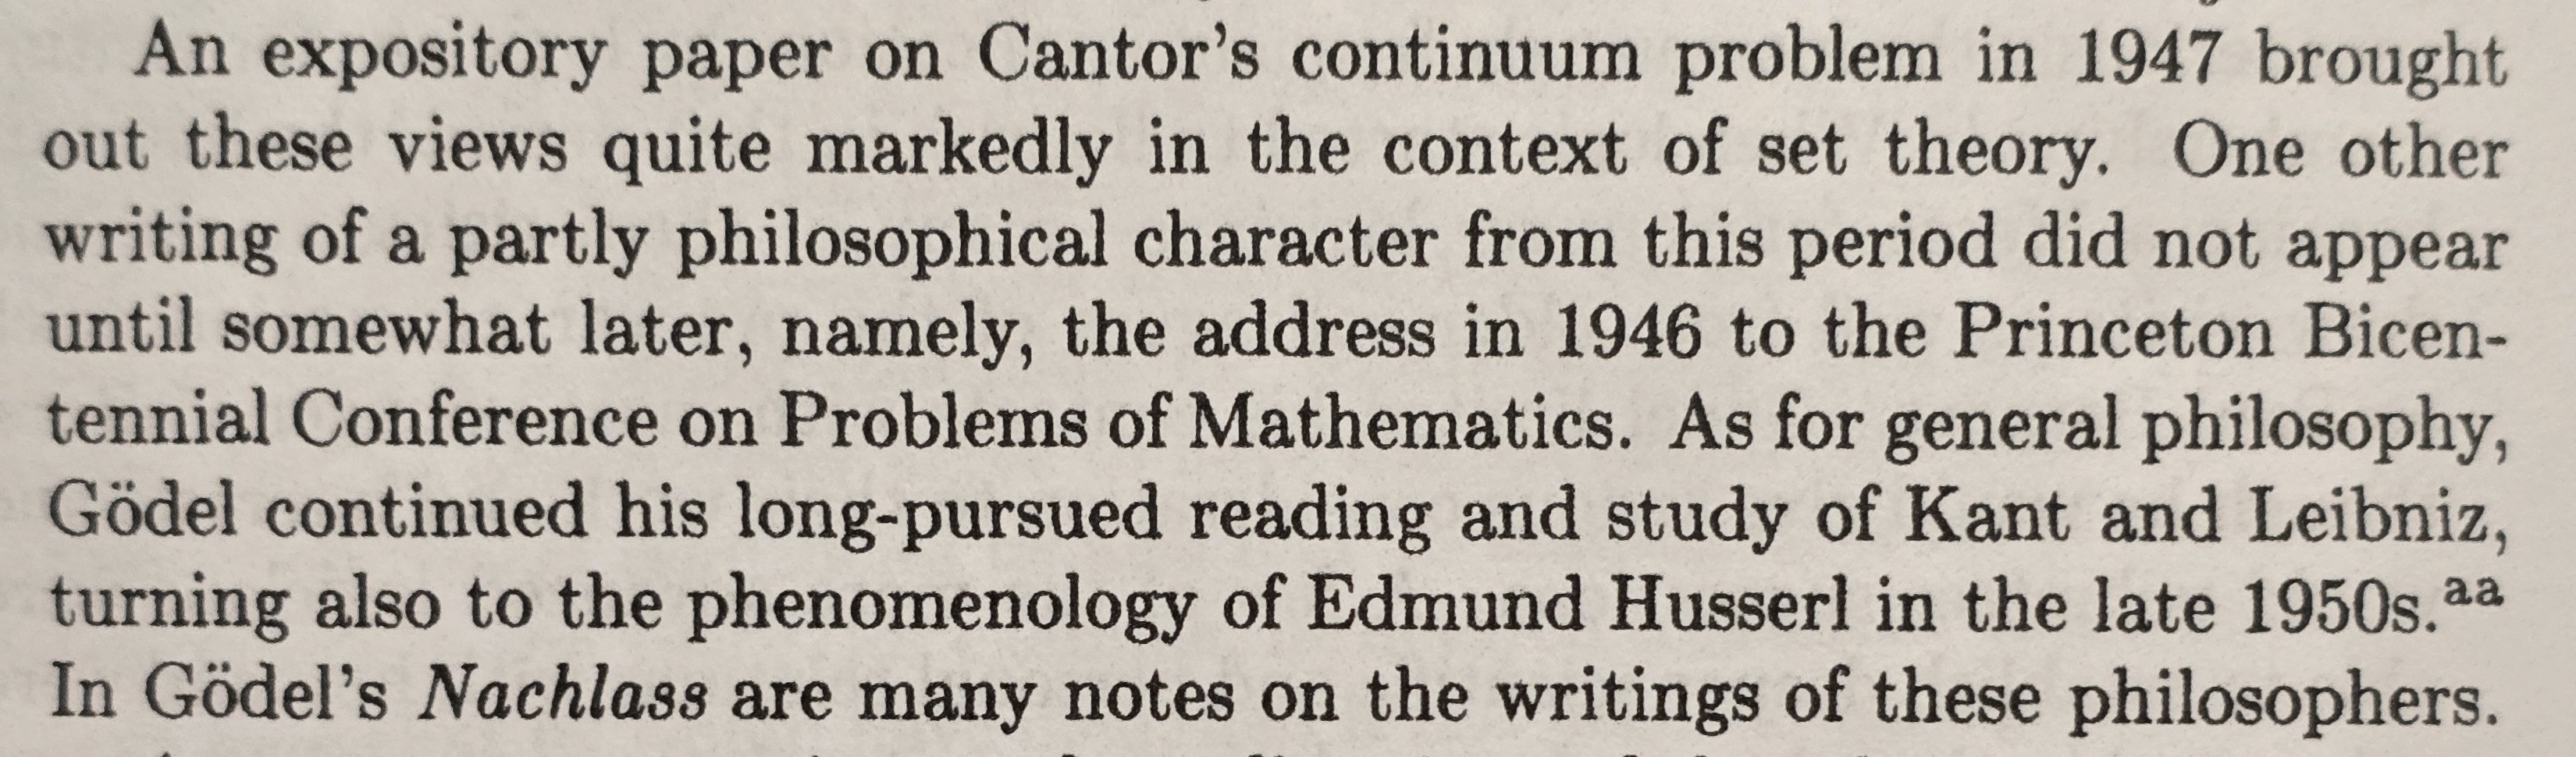 An expository paper on Cantor's continuum problem in 1947 brought
out these views quite markedly in the context of set theory. One other
writing of a partly philosophical character from this period did not appear
until somewhat later, namely, the address in 1946 to the Princeton Bicen-
tennial Conference on Problems of Mathematics. As for general philosophy,
Gödel continued his long-pursued reading and study of Kant and Leibniz,
turning also to the phenomenology of Edmund Husserl in the late 1950s.ᵃᵃ
In Gödel's Nachlass are many notes on the writings of these philosophers.